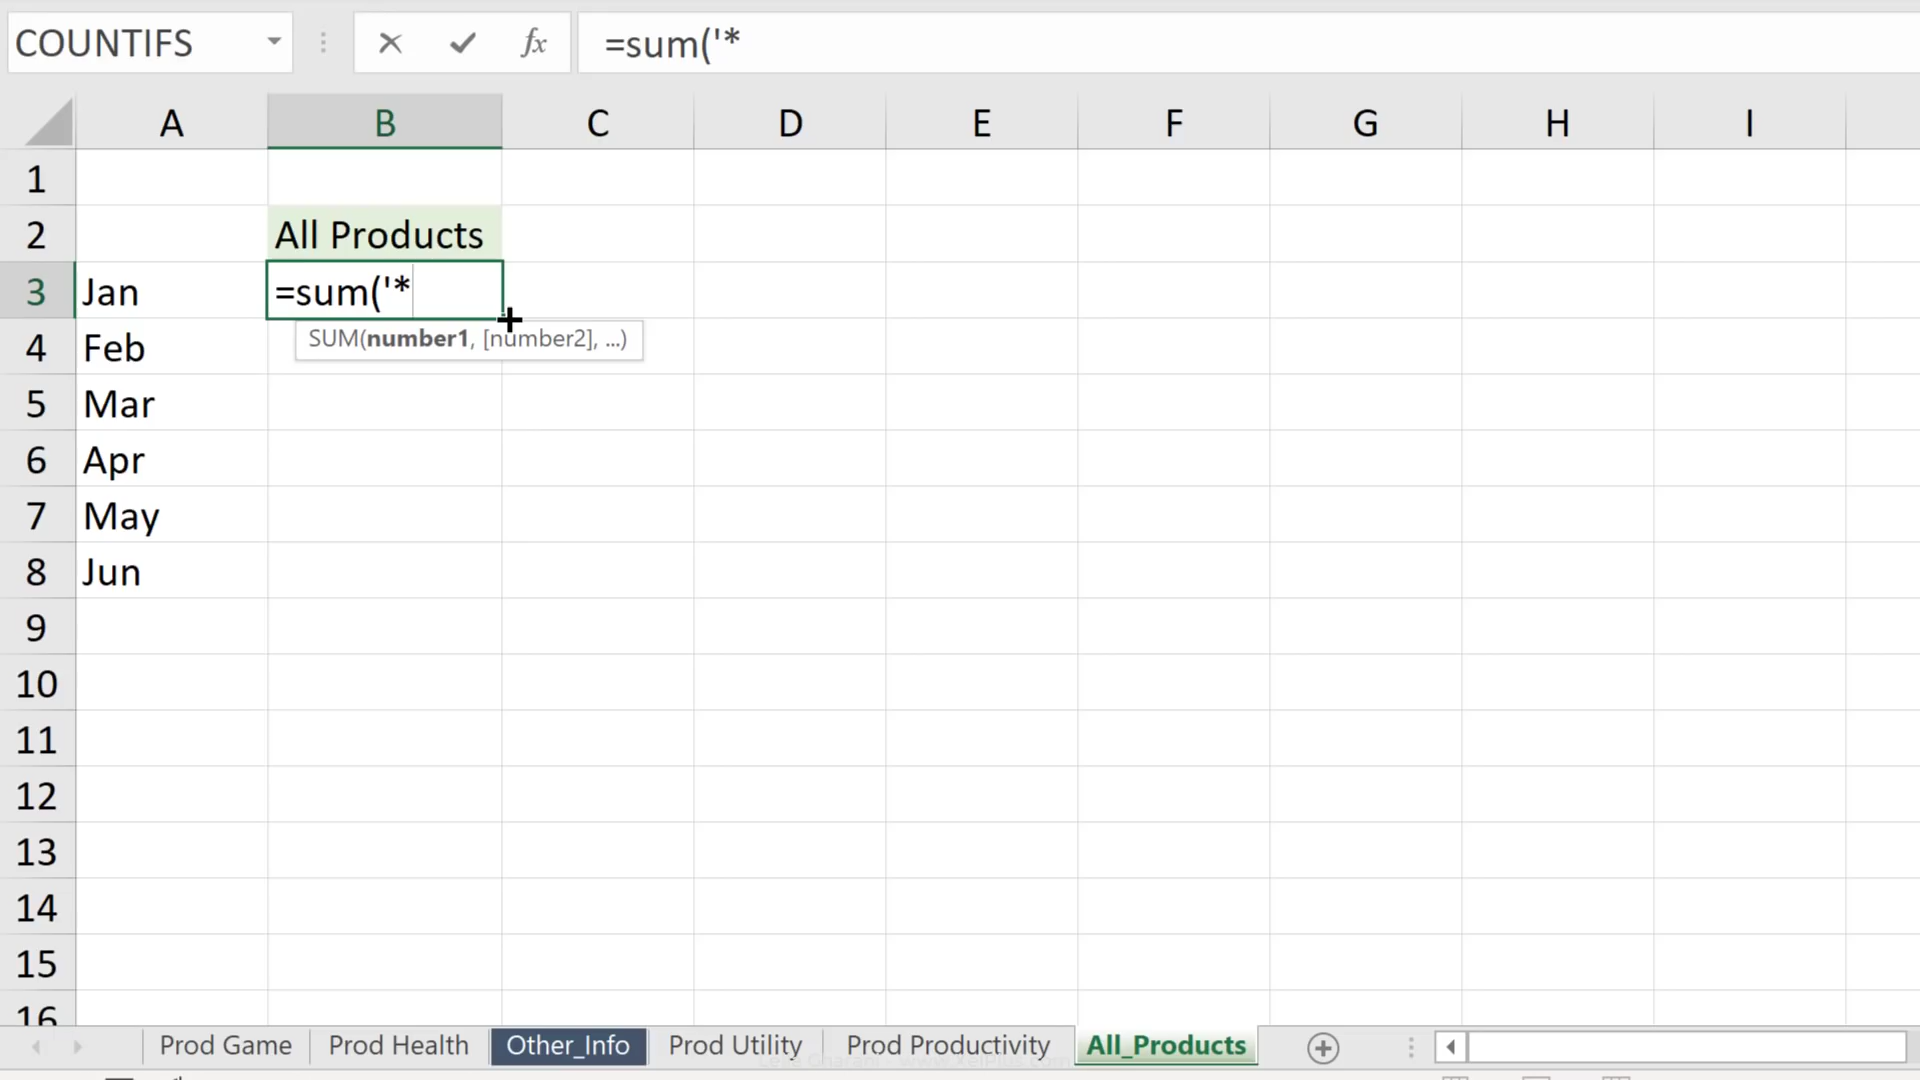 COUNTIFS fx =sum('*
A B C D E F G H I
1
2 All Products
3 Jan =sum('*
SUM(number1, [number2], ...)
4 Feb
5 Mar
6 Apr
7 May
8 Jun
9
10
11
12
13
14
15
16
Prod Game Prod Health Other_Info Prod Utility Prod Productivity All_Products